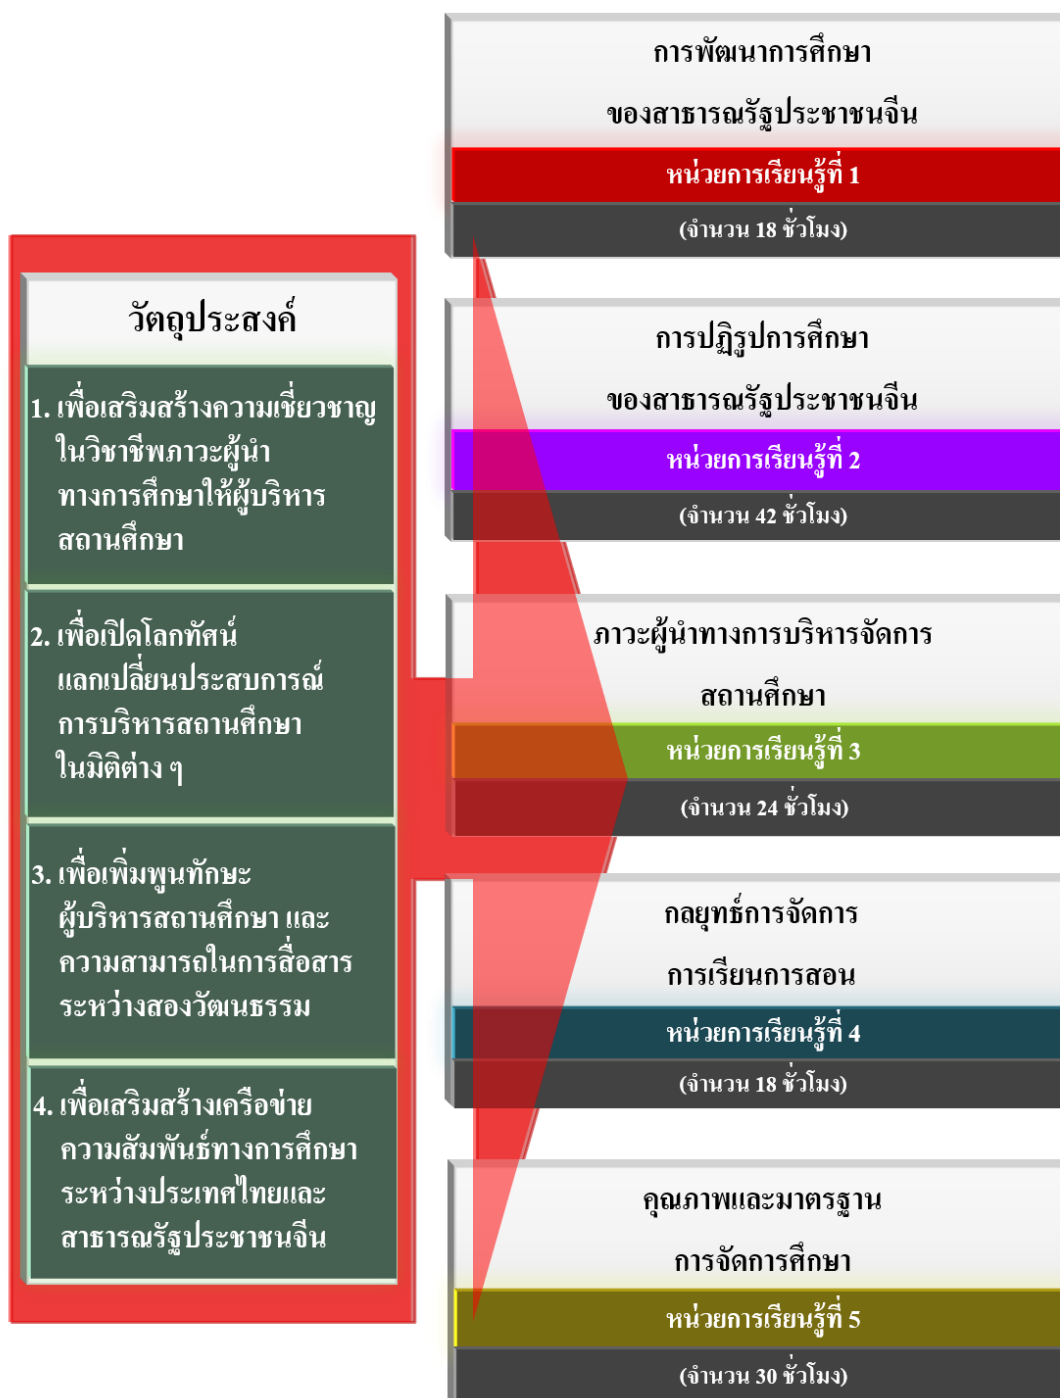 วัตถุประสงค์
1. เพื่อเสริมสร้างความเชี่ยวชาญ
ในวิชาชีพภาวะผู้นำ
ทางการศึกษาให้ผู้บริหาร
สถานศึกษา
2. เพื่อเปิดโลกทัศน์
แลกเปลี่ยนประสบการณ์
การบริหารสถานศึกษา
ในมิติต่าง ๆ
3. เพื่อเพิ่มพูนทักษะ
ผู้บริหารสถานศึกษา และ
ความสามารถในการสื่อสาร
ระหว่างสองวัฒนธรรม
4. เพื่อเสริมสร้างเครือข่าย
ความสัมพันธ์ทางการศึกษา
ระหว่างประเทศไทยและ
สาธารณรัฐประชาชนจีน
การพัฒนาการศึกษา
ของสาธารณรัฐประชาชนจีน
หน่วยการเรียนรู้ที่ 1
(จำนวน 18 ชั่วโมง)
การปฏิรูปการศึกษา
ของสาธารณรัฐประชาชนจีน
หน่วยการเรียนรู้ที่ 2
(จำนวน 42 ชั่วโมง)
ภาวะผู้นำทางการบริหารจัดการ
สถานศึกษา
หน่วยการเรียนรู้ที่ 3
(จำนวน 24 ชั่วโมง)
กลยุทธ์การจัดการ
การเรียนการสอน
หน่วยการเรียนรู้ที่ 4
(จำนวน 18 ชั่วโมง)
คุณภาพและมาตรฐาน
การจัดการศึกษา
หน่วยการเรียนรู้ที่ 5
(จำนวน 30 ชั่วโมง)